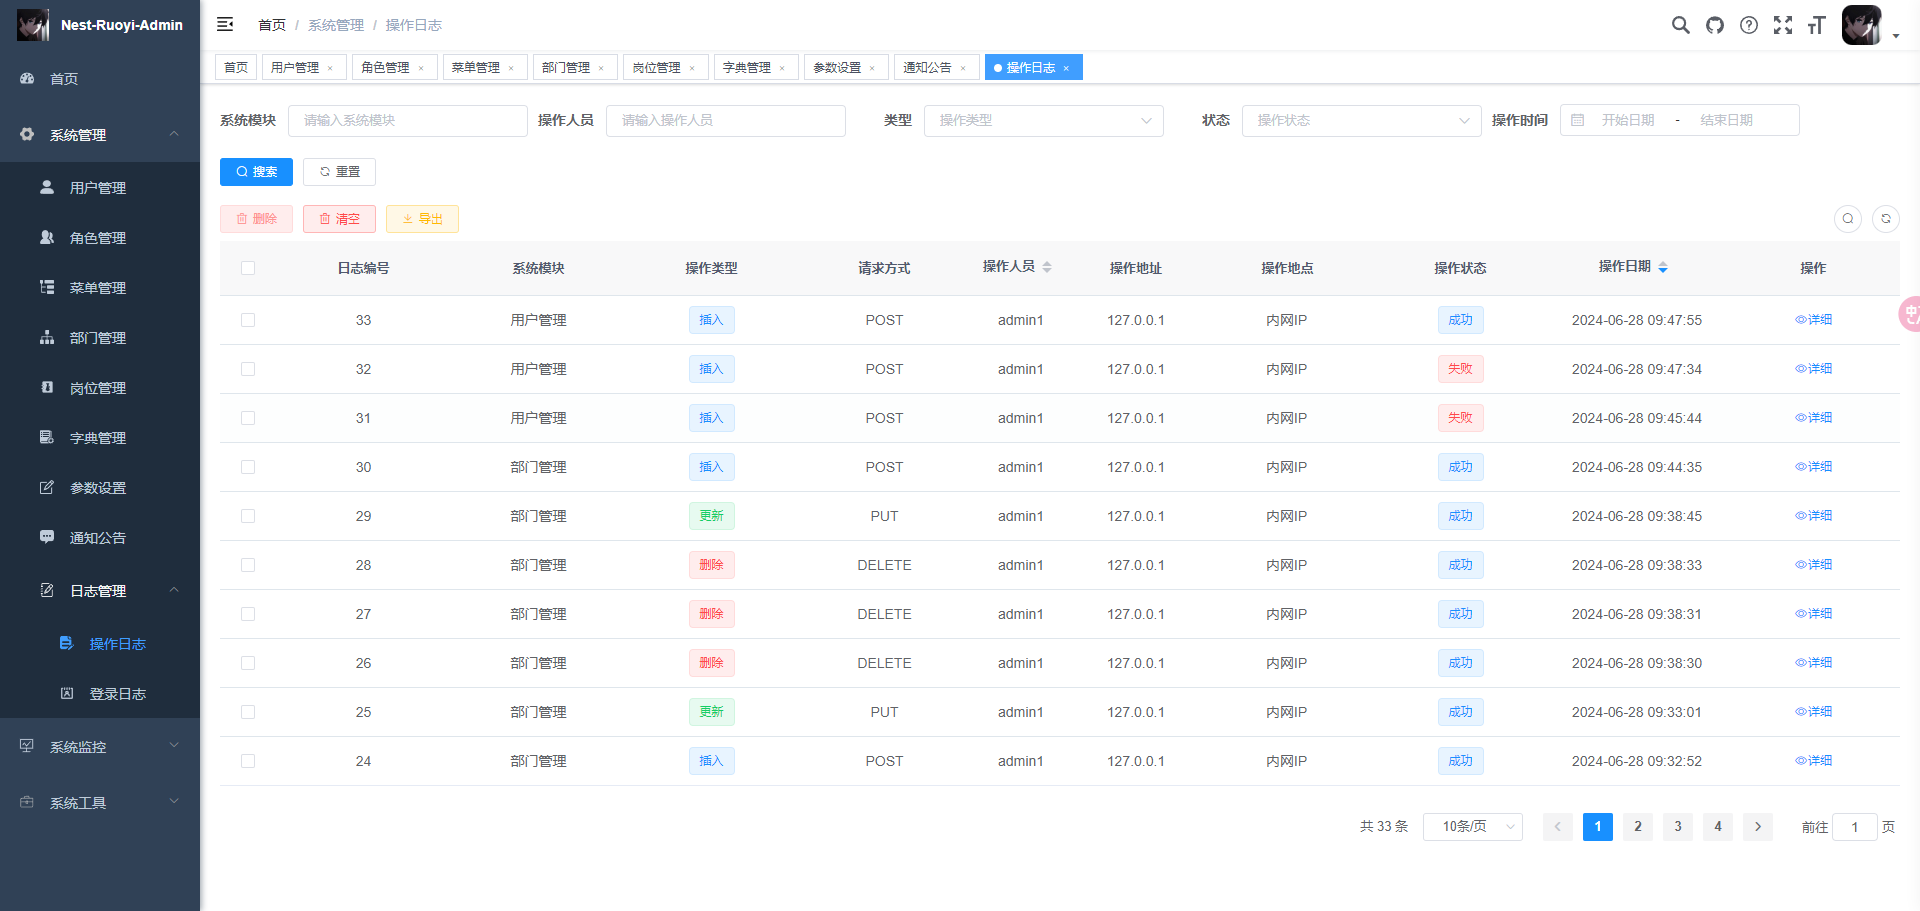 Nest-Ruoyi-Admin
首页
系统管理
用户管理
角色管理
菜单管理
部门管理
岗位管理
字典管理
参数设置
通知公告
日志管理
操作日志
登录日志
系统监控
系统工具
首页 / 系统管理 / 操作日志
首页 用户管理 × 角色管理 × 菜单管理 × 部门管理 × 岗位管理 × 字典管理 × 参数设置 × 通知公告 × 操作日志 ×
系统模块 请输入系统模块 操作人员 请输入操作人员 类型 操作类型 状态 操作状态 操作时间 开始日期 - 结束日期
搜索 重置
删除 清空 导出
日志编号 系统模块 操作类型 请求方式 操作人员 操作地址 操作地点 操作状态 操作日期 操作
33 用户管理 插入 POST admin1 127.0.0.1 内网IP 成功 2024-06-28 09:47:55 详细
32 用户管理 插入 POST admin1 127.0.0.1 内网IP 失败 2024-06-28 09:47:34 详细
31 用户管理 插入 POST admin1 127.0.0.1 内网IP 失败 2024-06-28 09:45:44 详细
30 部门管理 插入 POST admin1 127.0.0.1 内网IP 成功 2024-06-28 09:44:35 详细
29 部门管理 更新 PUT admin1 127.0.0.1 内网IP 成功 2024-06-28 09:38:45 详细
28 部门管理 删除 DELETE admin1 127.0.0.1 内网IP 成功 2024-06-28 09:38:33 详细
27 部门管理 删除 DELETE admin1 127.0.0.1 内网IP 成功 2024-06-28 09:38:31 详细
26 部门管理 删除 DELETE admin1 127.0.0.1 内网IP 成功 2024-06-28 09:38:30 详细
25 部门管理 更新 PUT admin1 127.0.0.1 内网IP 成功 2024-06-28 09:33:01 详细
24 部门管理 插入 POST admin1 127.0.0.1 内网IP 成功 2024-06-28 09:32:52 详细
共 33 条 10条/页 1 2 3 4 前往 1 页